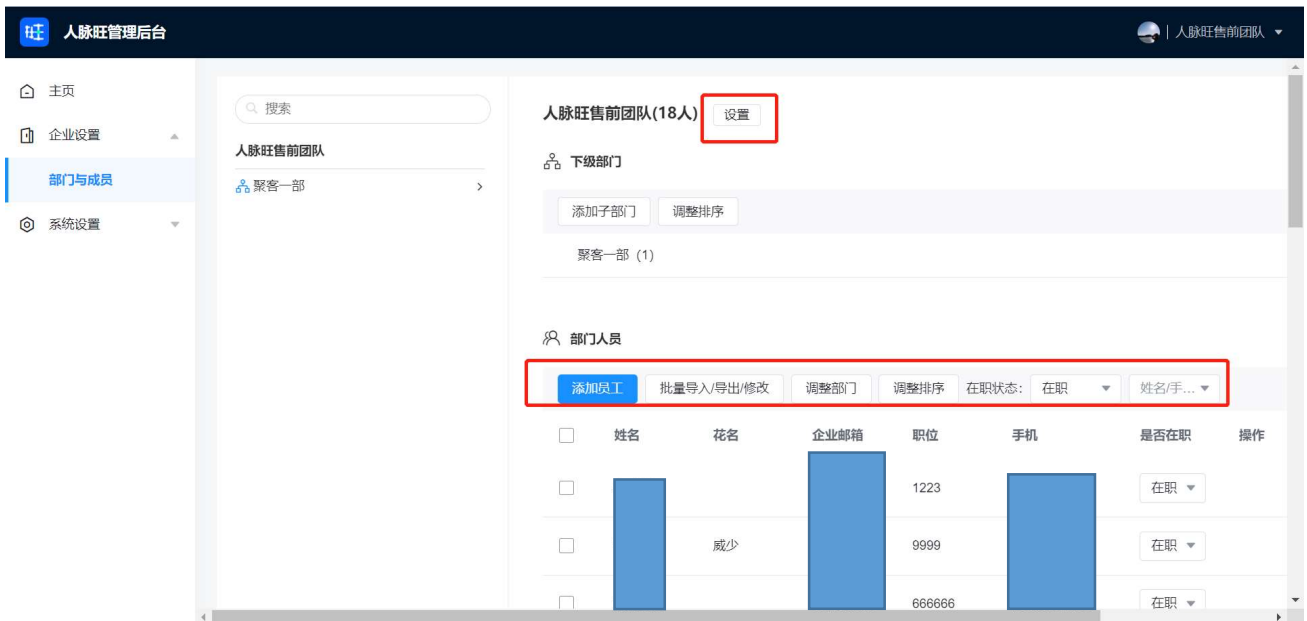 旺 人脉旺管理后台
人脉旺售前团队
主页
企业设置
部门与成员
系统设置
搜索
人脉旺售前团队
聚客一部
人脉旺售前团队(18人) 设置
下级部门
添加子部门 调整排序
聚客一部 (1)
部门人员
添加员工 批量导入/导出/修改 调整部门 调整排序 在职状态: 在职 姓名/手...
姓名 花名 企业邮箱 职位 手机 是否在职 操作
1223 在职
威少 9999 在职
666666 在职